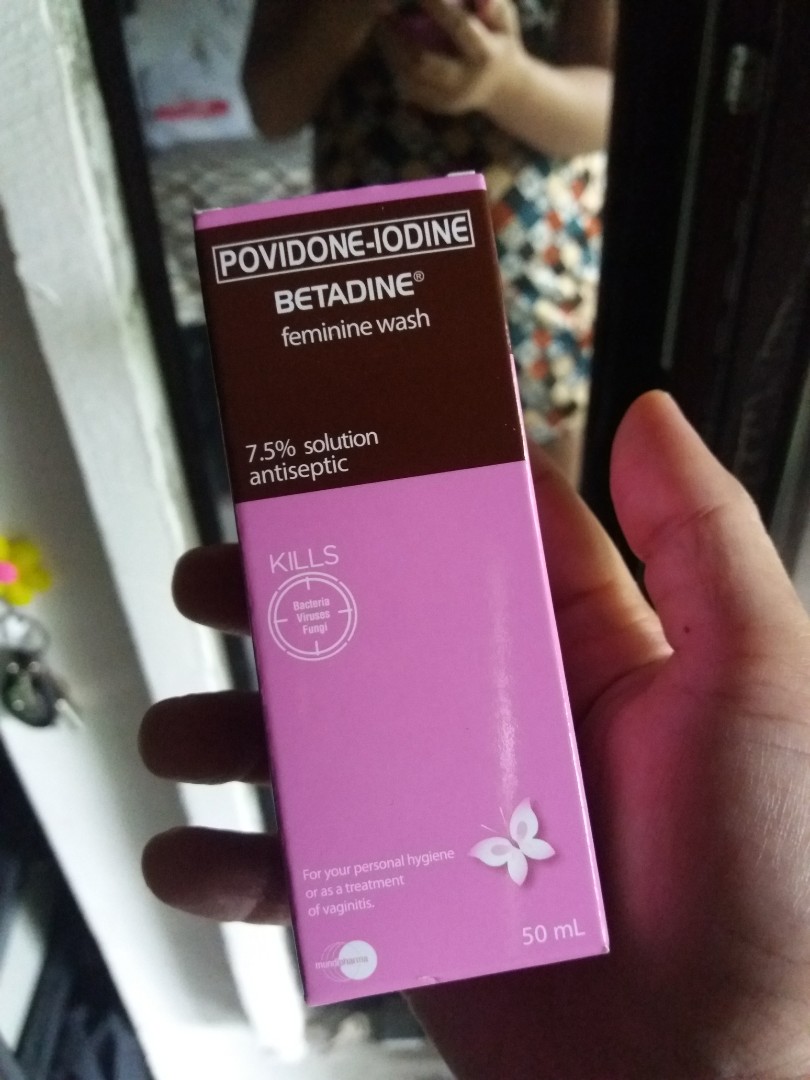 POVIDONE-IODINE
BETADINE®
feminine wash
7.5% solution
antiseptic
KILLS
Bacteria
Viruses
Fungi
For your personal hygiene
or as a treatment
of vaginitis.
mundipharma
50 mL